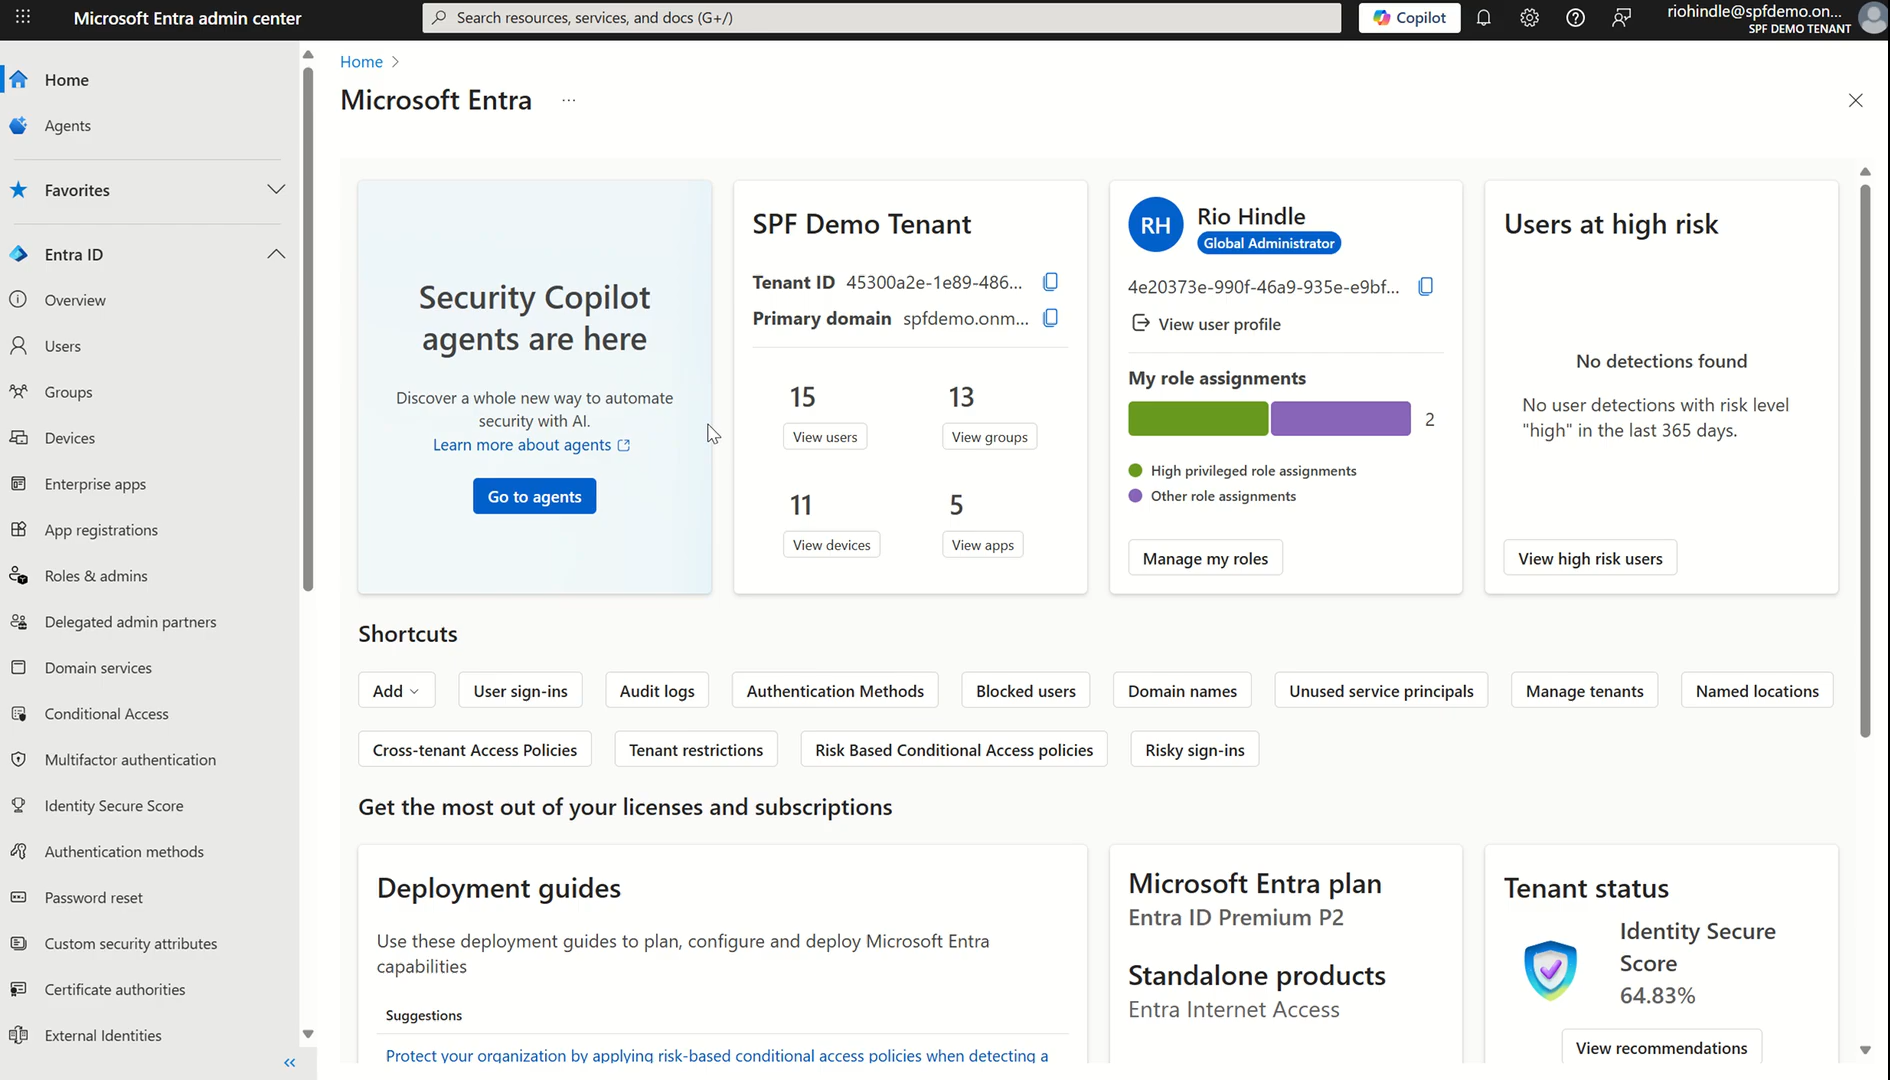 Microsoft Entra admin center
Search resources, services, and docs (G+/)
Copilot
riohindle@spfdemo.on...
SPF DEMO TENANT
Home
Agents
Favorites
Entra ID
Overview
Users
Groups
Devices
Enterprise apps
App registrations
Roles & admins
Delegated admin partners
Domain services
Conditional Access
Multifactor authentication
Identity Secure Score
Authentication methods
Password reset
Custom security attributes
Certificate authorities
External Identities
Home
Microsoft Entra
Security Copilot
agents are here
Discover a whole new way to automate
security with AI.
Learn more about agents
Go to agents
SPF Demo Tenant
Tenant ID 45300a2e-1e89-486...
Primary domain spfdemo.onm...
15
View users
13
View groups
11
View devices
5
View apps
RH
Rio Hindle
Global Administrator
4e20373e-990f-46a9-935e-e9bf...
View user profile
My role assignments
2
High privileged role assignments
Other role assignments
Manage my roles
Users at high risk
No detections found
No user detections with risk level
"high" in the last 365 days.
View high risk users
Shortcuts
Add
User sign-ins
Audit logs
Authentication Methods
Blocked users
Domain names
Unused service principals
Manage tenants
Named locations
Cross-tenant Access Policies
Tenant restrictions
Risk Based Conditional Access policies
Risky sign-ins
Get the most out of your licenses and subscriptions
Deployment guides
Use these deployment guides to plan, configure and deploy Microsoft Entra
capabilities
Suggestions
Protect your organization by applying risk-based conditional access policies when detecting a
Microsoft Entra plan
Entra ID Premium P2
Standalone products
Entra Internet Access
Tenant status
Identity Secure
Score
64.83%
View recommendations